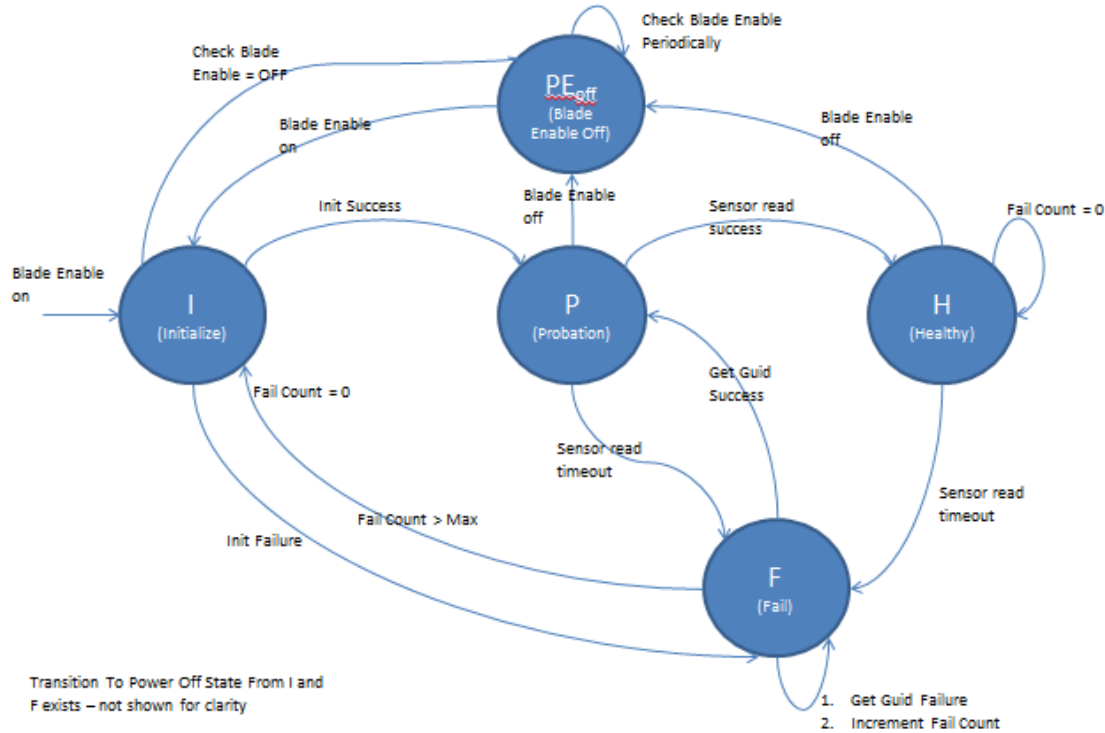 Check Blade Enable
Periodically
Check Blade
Enable = OFF
PEoff
(Blade
Enable Off)
Blade Enable
on
Blade Enable
off
Init Success
Blade Enable
off
Sensor read
success
Fail Count = 0
Blade Enable
on
I
(Initialize)
P
(Probation)
H
(Healthy)
Fail Count = 0
Get Guid
Success
Sensor read
timeout
Sensor read
timeout
Fail Count > Max
Init Failure
F
(Fail)
Transition To Power Off State From I and
F exists – not shown for clarity
1. Get Guid Failure
2. Increment Fail Count